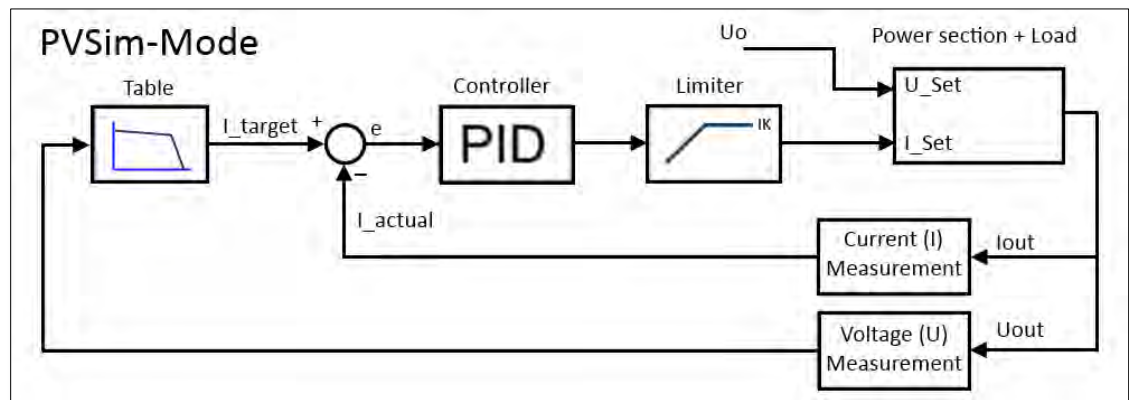 PVSim-Mode
Uo
Power section + Load
Table
Controller
Limiter
U_Set
I_target
+
e
PID
IK
I_Set
–
I_actual
Current (I)
Measurement
Iout
Voltage (U)
Measurement
Uout